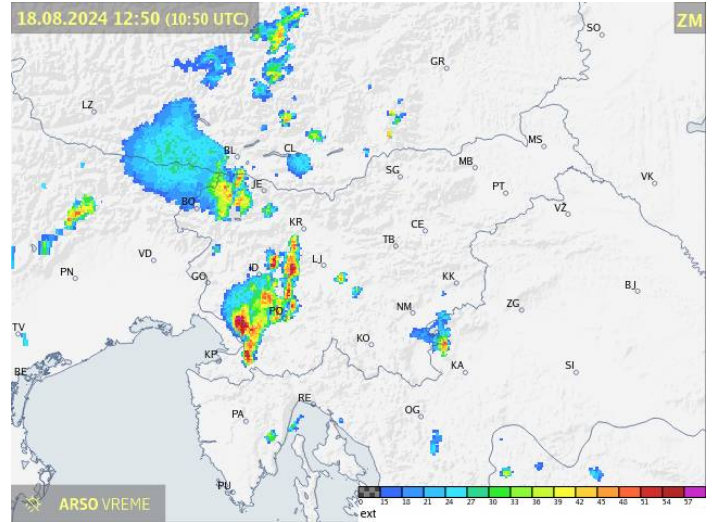 18.08.2024 12:50 (10:50 UTC)
ZM
SO
GR
LZ
MS
BL
CL
MB
SG
VK
JE
PT
BO
VŽ
KR
CE
TB
VD
LJ
ID
PN
GO
KK
BJ
PO
NM
ZG
TV
KO
KP
BE
KA
SI
RE
PA
OG
PU
ARSO VREME
0 15 18 21 24 27 30 33 36 39 42 45 48 51 54 57
ext